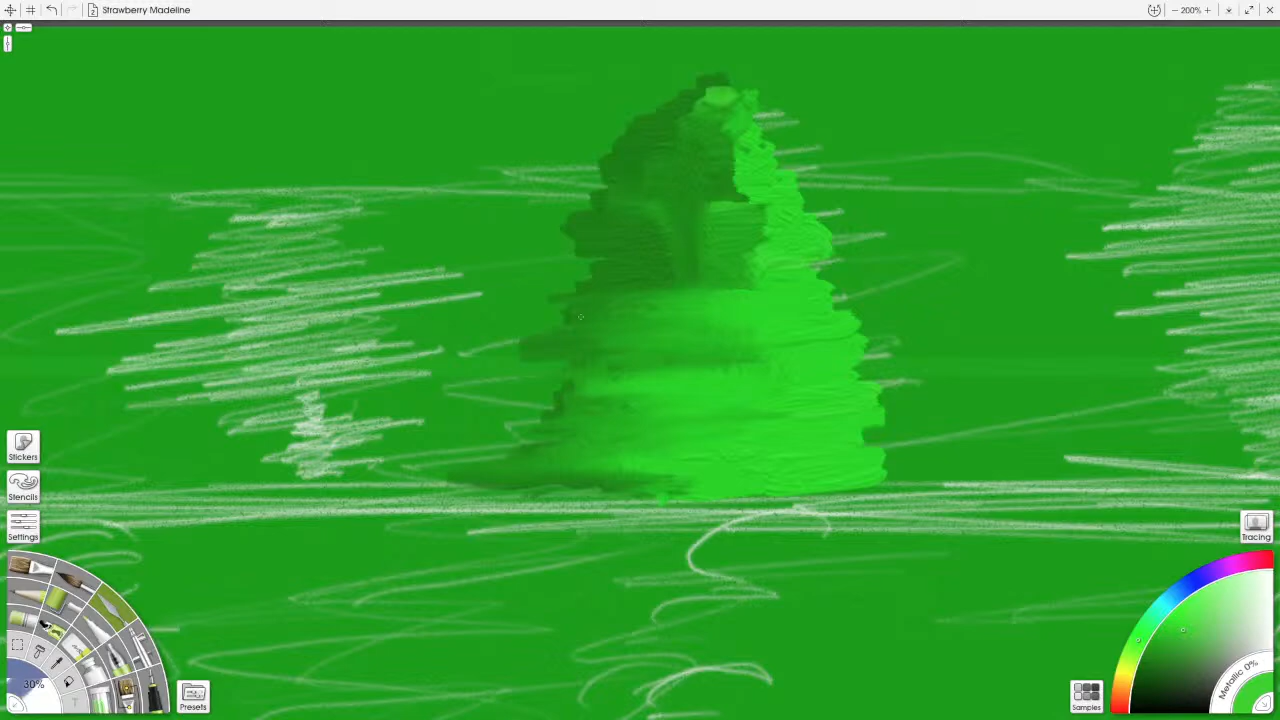 Strawberry Madeline
200%
Stickers
Stencils
Settings
Tracing
Metallic 0%
30%
T
Presets
Samples